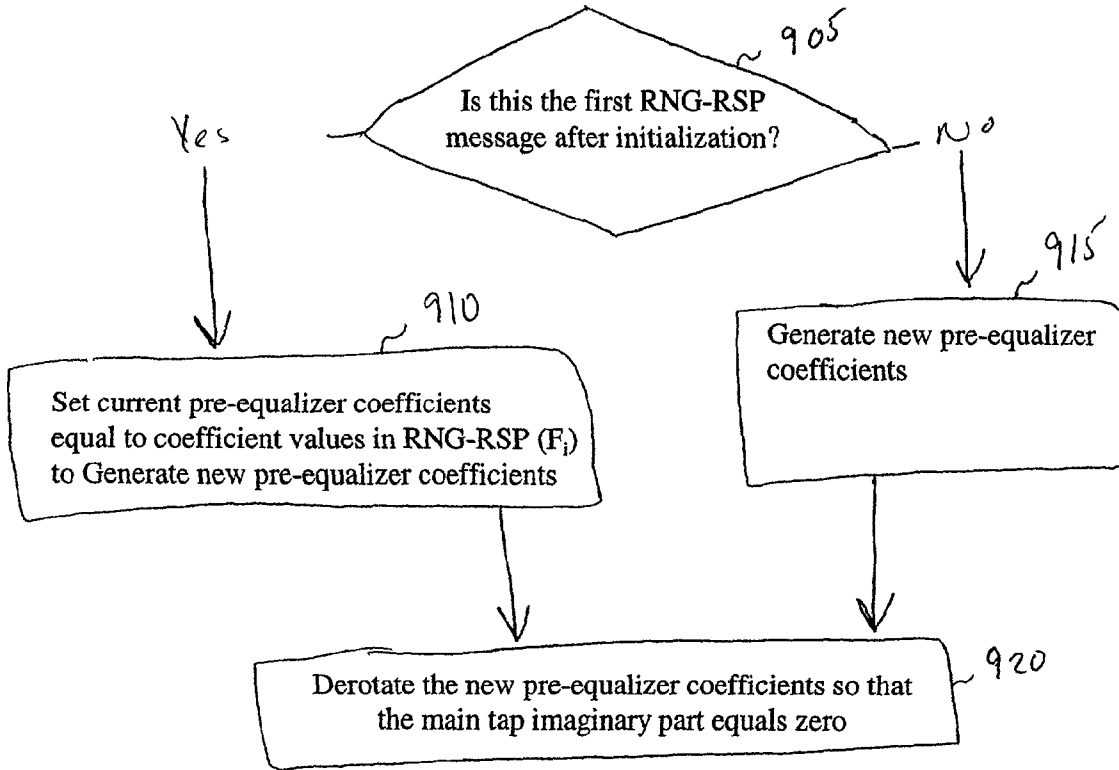 905
Is this the first RNG-RSP
message after initialization?
Yes
No
910
915
Set current pre-equalizer coefficients
equal to coefficient values in RNG-RSP (Fi)
to Generate new pre-equalizer coefficients
Generate new pre-equalizer
coefficients
920
Derotate the new pre-equalizer coefficients so that
the main tap imaginary part equals zero